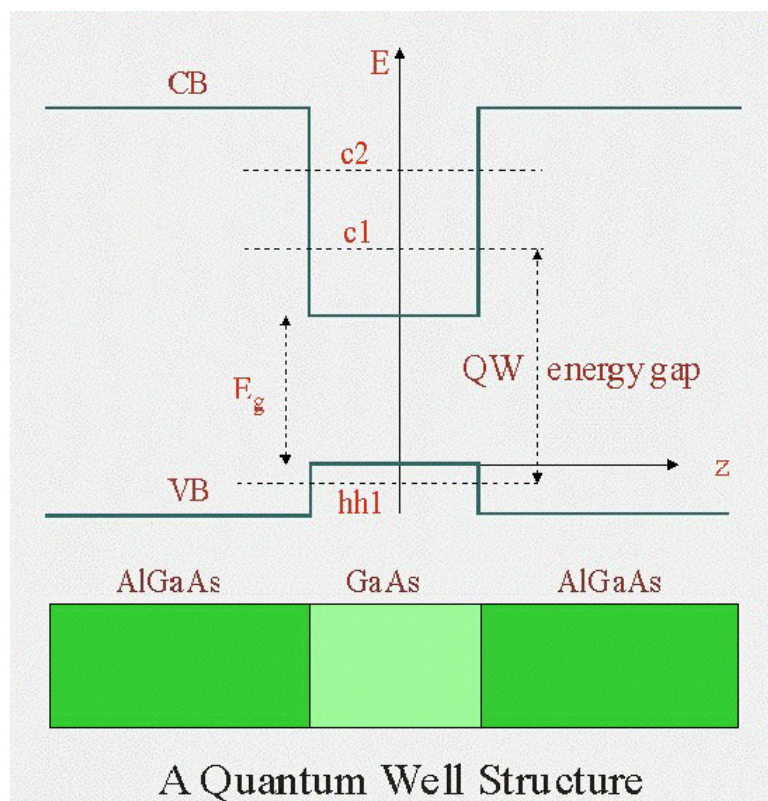 E
CB
c2
c1
QW energy gap
Eg
z
VB
hh1
AlGaAs GaAs AlGaAs
A Quantum Well Structure